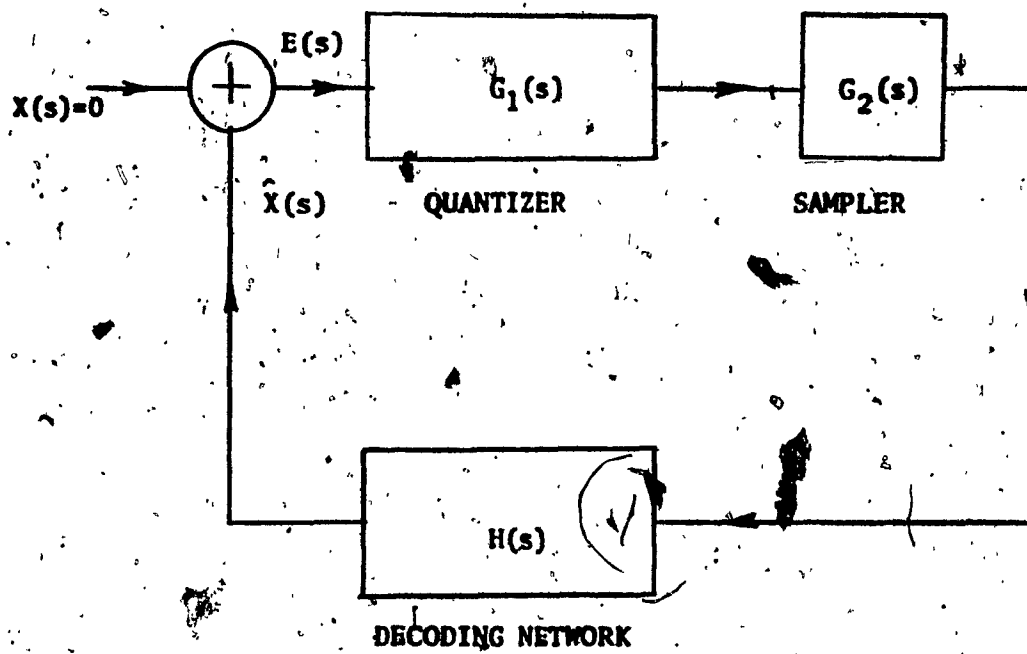 E(s)
X(s)=0
G₁(s)
G₂(s)
X̂(s)
QUANTIZER
SAMPLER
H(s)
DECODING NETWORK